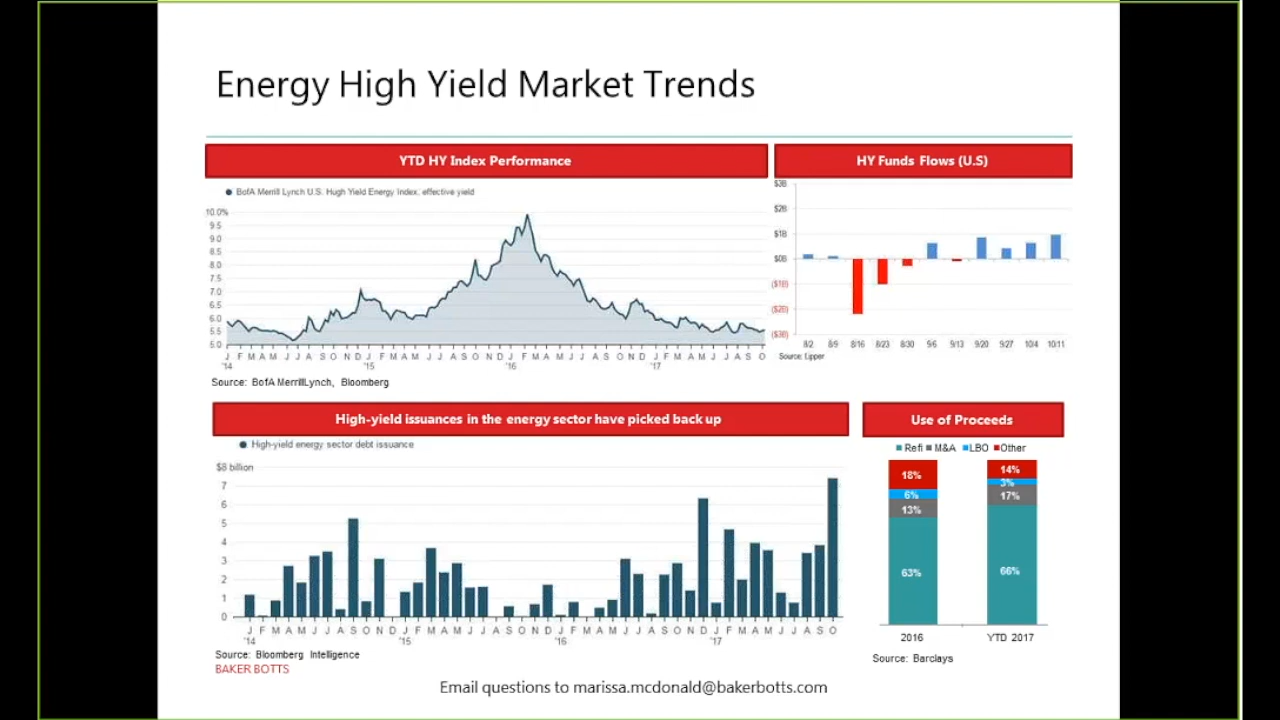 Energy High Yield Market Trends
YTD HY Index Performance
BofA Merrill Lynch U.S. Hugh Yield Energy Index, effective yield
10.0%
9.5
9.0
8.5
8.0
7.5
7.0
6.5
6.0
5.5
5.0
J F M A M J J A S O N D J F M A M J J A S O N D J F M A M J J A S O N D J F M A M J J A S O
'14 '15 '16 '17
Source: BofA MerrillLynch, Bloomberg
HY Funds Flows (U.S)
$3B
$2B
$1B
$0B
($1B)
($2B)
($3B)
8/2 8/9 8/16 8/23 8/30 9/6 9/13 9/20 9/27 10/4 10/11
Source: Lipper
High-yield issuances in the energy sector have picked back up
High-yield energy sector debt issuance
$8 billion
7
6
5
4
3
2
1
0
J F M A M J J A S O N D J F M A M J J A S O N D J F M A M J J A S O N D J F M A M J J A S O
'14 '15 '16 '17
Source: Bloomberg Intelligence
Use of Proceeds
Refi M&A LBO Other
18% 14%
6% 3%
13% 17%
63% 66%
2016 YTD 2017
Source: Barclays
BAKER BOTTS
Email questions to marissa.mcdonald@bakerbotts.com